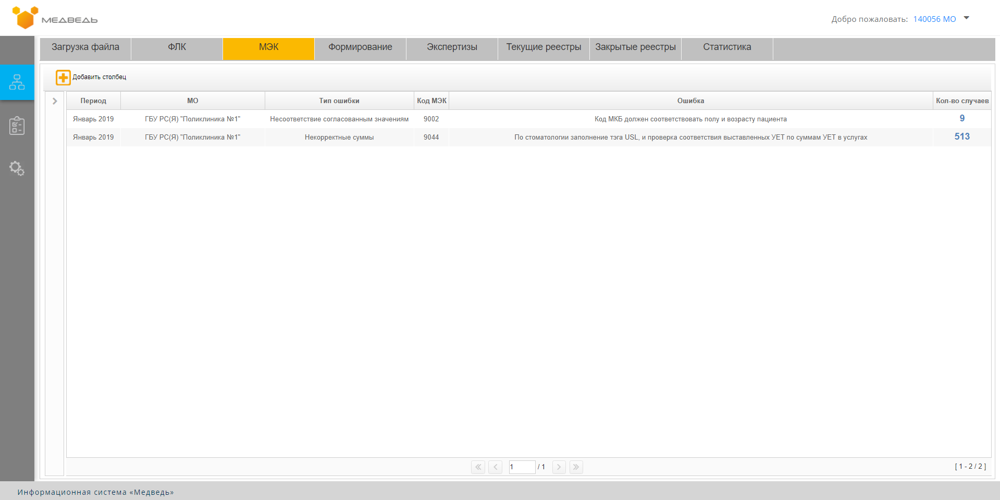 МЕДВЕДЬ
Добро пожаловать: 140056 МО
Загрузка файла ФЛК МЭК Формирование Экспертизы Текущие реестры Закрытые реестры Статистика
Добавить столбец
Период МО Тип ошибки Код МЭК Ошибка Кол-во случаев
Январь 2019 ГБУ РС(Я) "Поликлиника №1" Несоответствие согласованным значениям 9002 Код МКБ должен соответствовать полу и возрасту пациента 9
Январь 2019 ГБУ РС(Я) "Поликлиника №1" Некорректные суммы 9044 По стоматологии заполнение тэга USL, и проверка соответствия выставленных УЕТ по суммам УЕТ в услугах 513
1 / 1 [ 1 - 2 / 2 ]
Информационная система «Медведь»